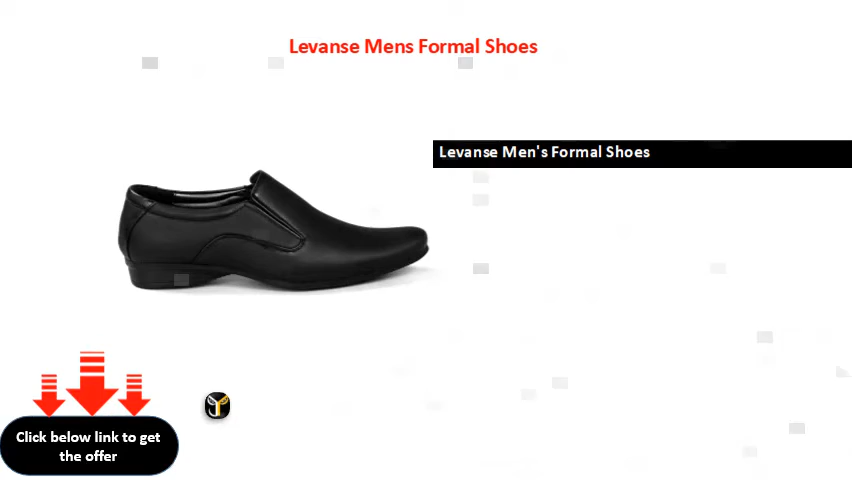 Levanse Mens Formal Shoes
Levanse Men's Formal Shoes
Click below link to get
the offer